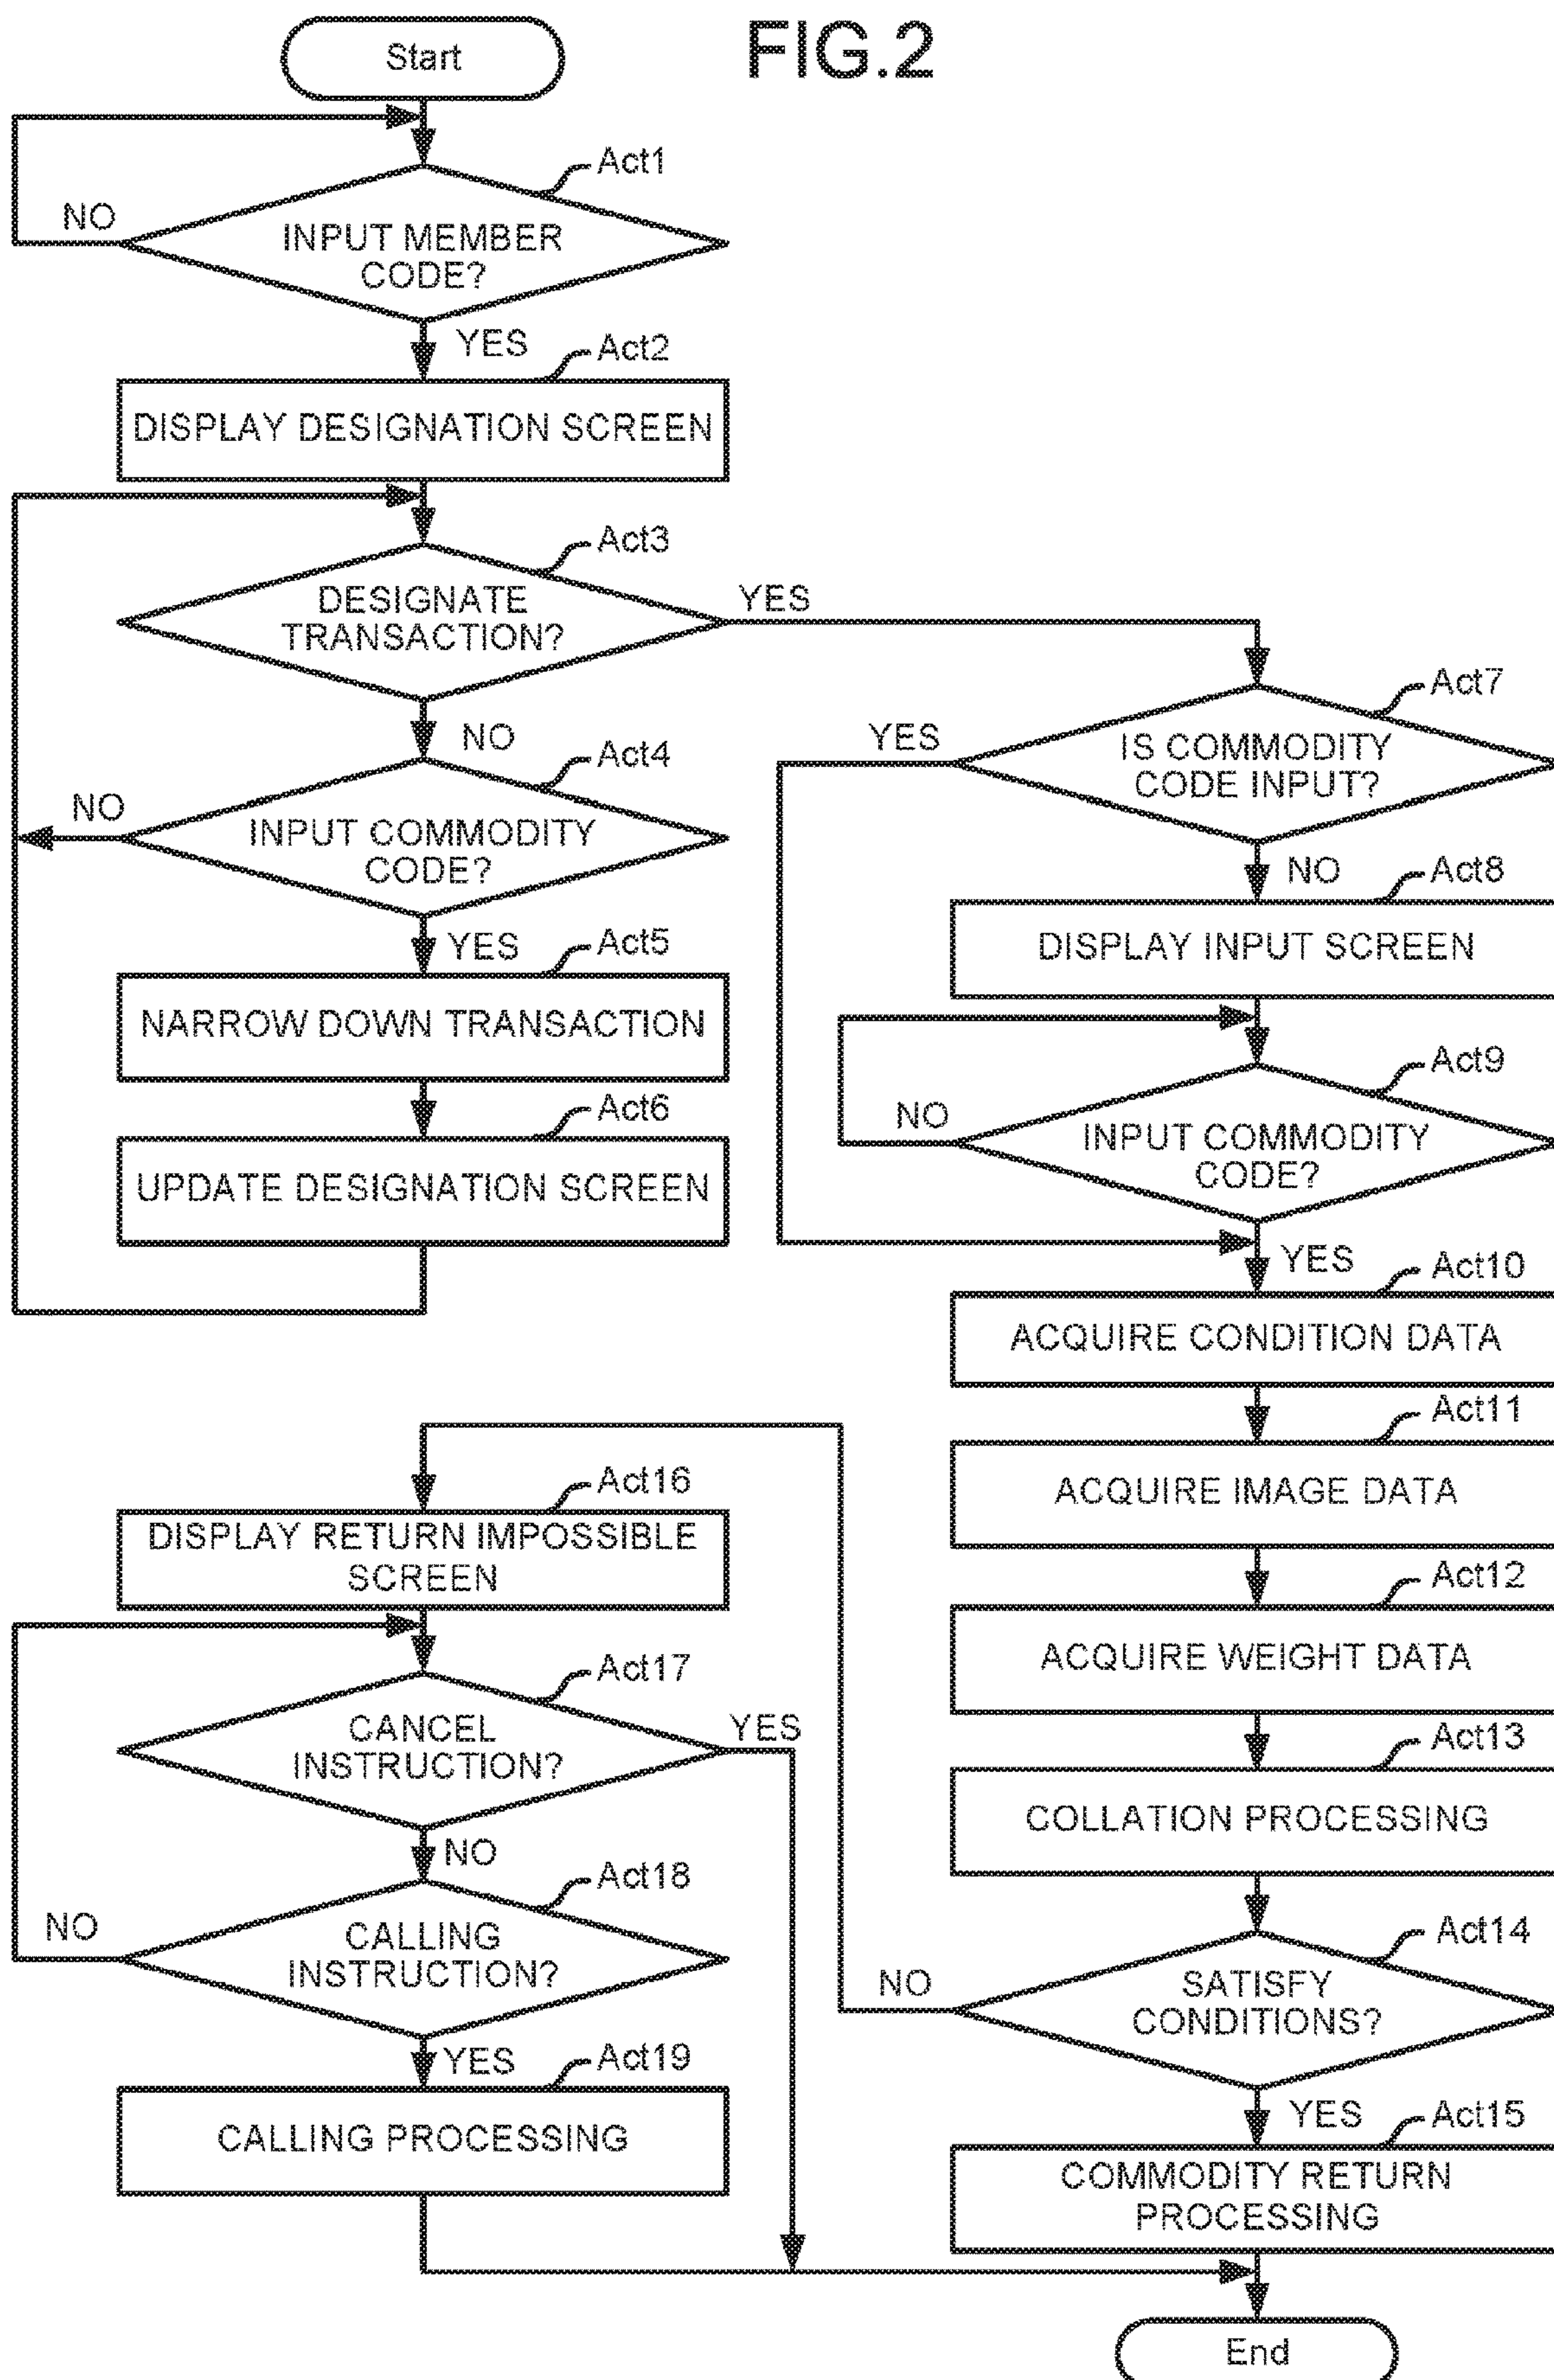 FIG.2
Start
Act1
NO
INPUT MEMBER
CODE?
YES
Act2
DISPLAY DESIGNATION SCREEN
Act3
DESIGNATE
TRANSACTION?
YES
NO
Act4
NO
INPUT COMMODITY
CODE?
YES
Act5
NARROW DOWN TRANSACTION
Act6
UPDATE DESIGNATION SCREEN
Act7
YES
IS COMMODITY
CODE INPUT?
NO
Act8
DISPLAY INPUT SCREEN
Act9
NO
INPUT COMMODITY
CODE?
YES
Act10
ACQUIRE CONDITION DATA
Act11
ACQUIRE IMAGE DATA
Act12
ACQUIRE WEIGHT DATA
Act13
COLLATION PROCESSING
Act14
NO
SATISFY
CONDITIONS?
YES
Act15
COMMODITY RETURN
PROCESSING
Act16
DISPLAY RETURN IMPOSSIBLE
SCREEN
Act17
CANCEL
INSTRUCTION?
YES
NO
Act18
NO
CALLING
INSTRUCTION?
YES
Act19
CALLING PROCESSING
End